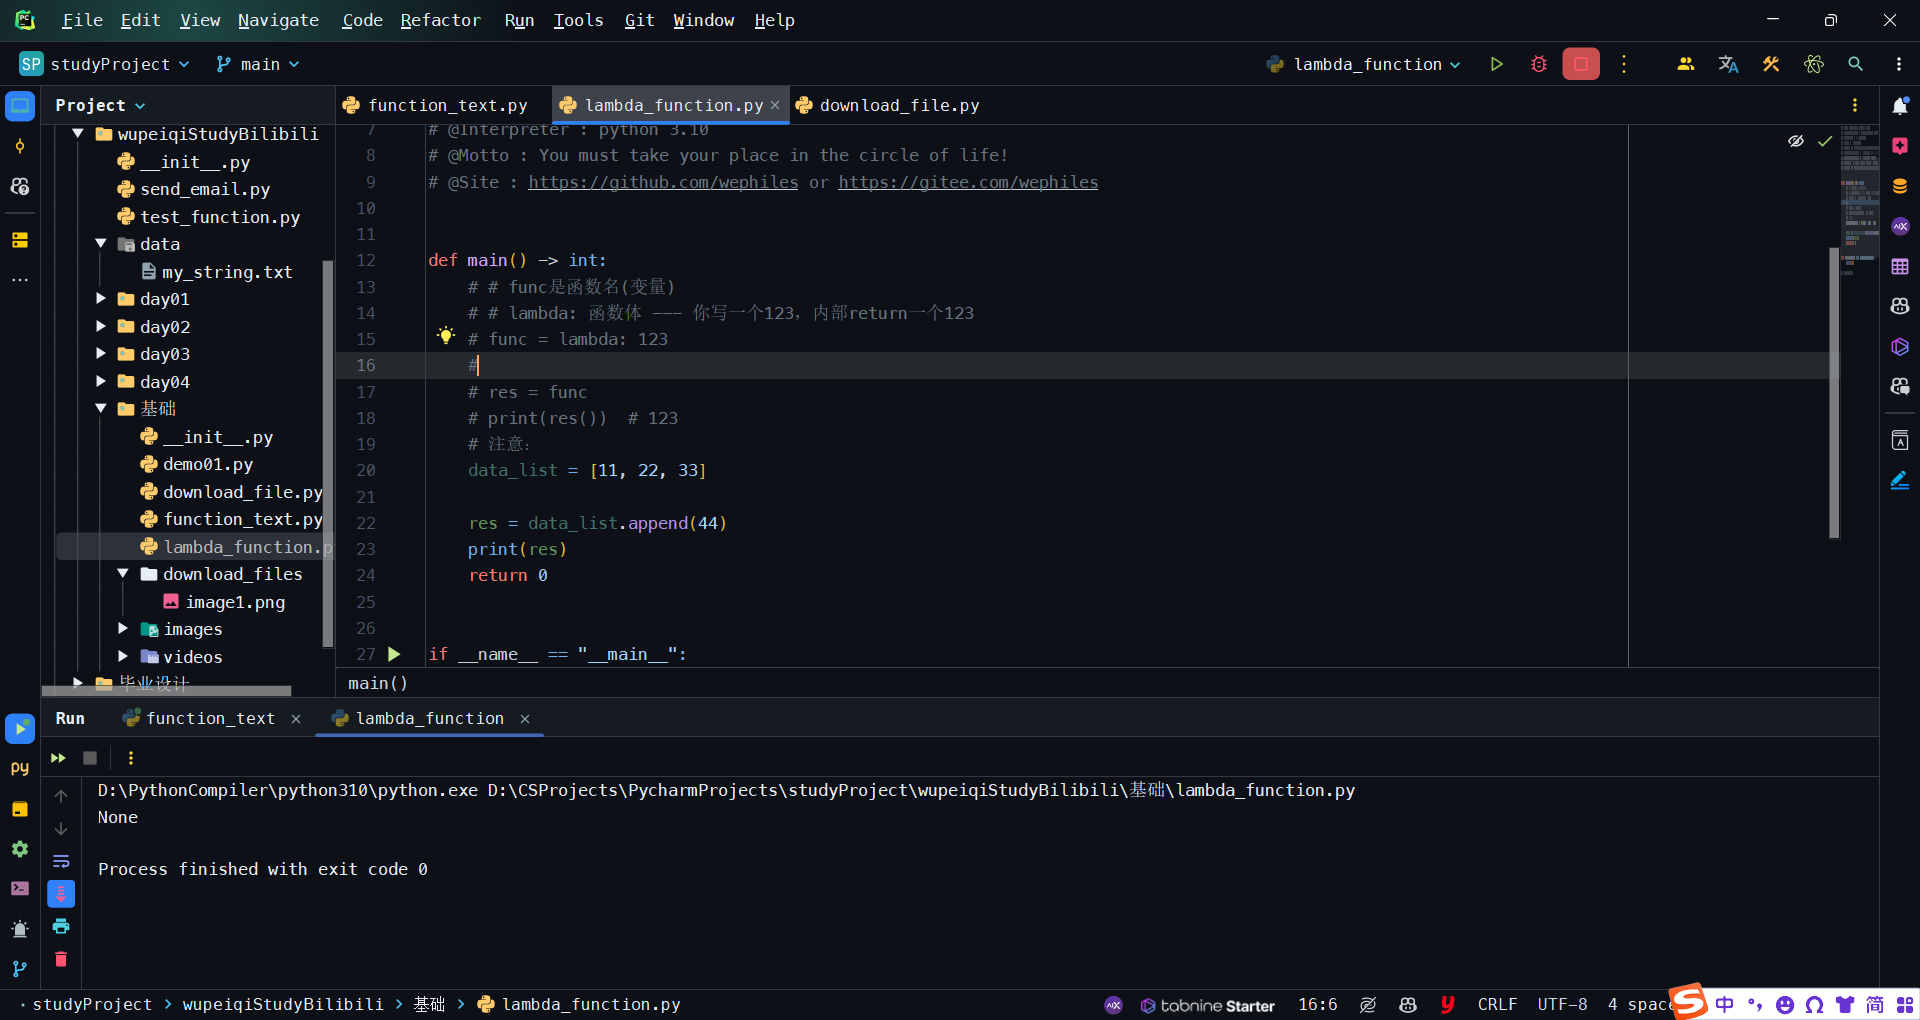 File Edit View Navigate Code Refactor Run Tools Git Window Help
SP studyProject main lambda_function
Project
function_text.py lambda_function.py download_file.py
wupeiqiStudyBilibili
__init__.py
send_email.py
test_function.py
data
my_string.txt
day01
day02
day03
day04
基础
__init__.py
demo01.py
download_file.py
function_text.py
lambda_function.p
download_files
image1.png
images
videos
毕业设计
7 # @Interpreter : python 3.10
8 # @Motto : You must take your place in the circle of life!
9 # @Site : https://github.com/wephiles or https://gitee.com/wephiles
10
11
12 def main() -> int:
13 # # func是函数名(变量)
14 # # lambda: 函数体 --- 你写一个123, 内部return一个123
15 # func = lambda: 123
16 #
17 # res = func
18 # print(res()) # 123
19 # 注意:
20 data_list = [11, 22, 33]
21
22 res = data_list.append(44)
23 print(res)
24 return 0
25
26
27 if __name__ == "__main__":
main()
Run function_text lambda_function
D:\PythonCompiler\python310\python.exe D:\CSProjects\PycharmProjects\studyProject\wupeiqiStudyBilibili\基础\lambda_function.py
None
Process finished with exit code 0
studyProject > wupeiqiStudyBilibili > 基础 > lambda_function.py
tabnine Starter 16:6 CRLF UTF-8 4 space
中 简